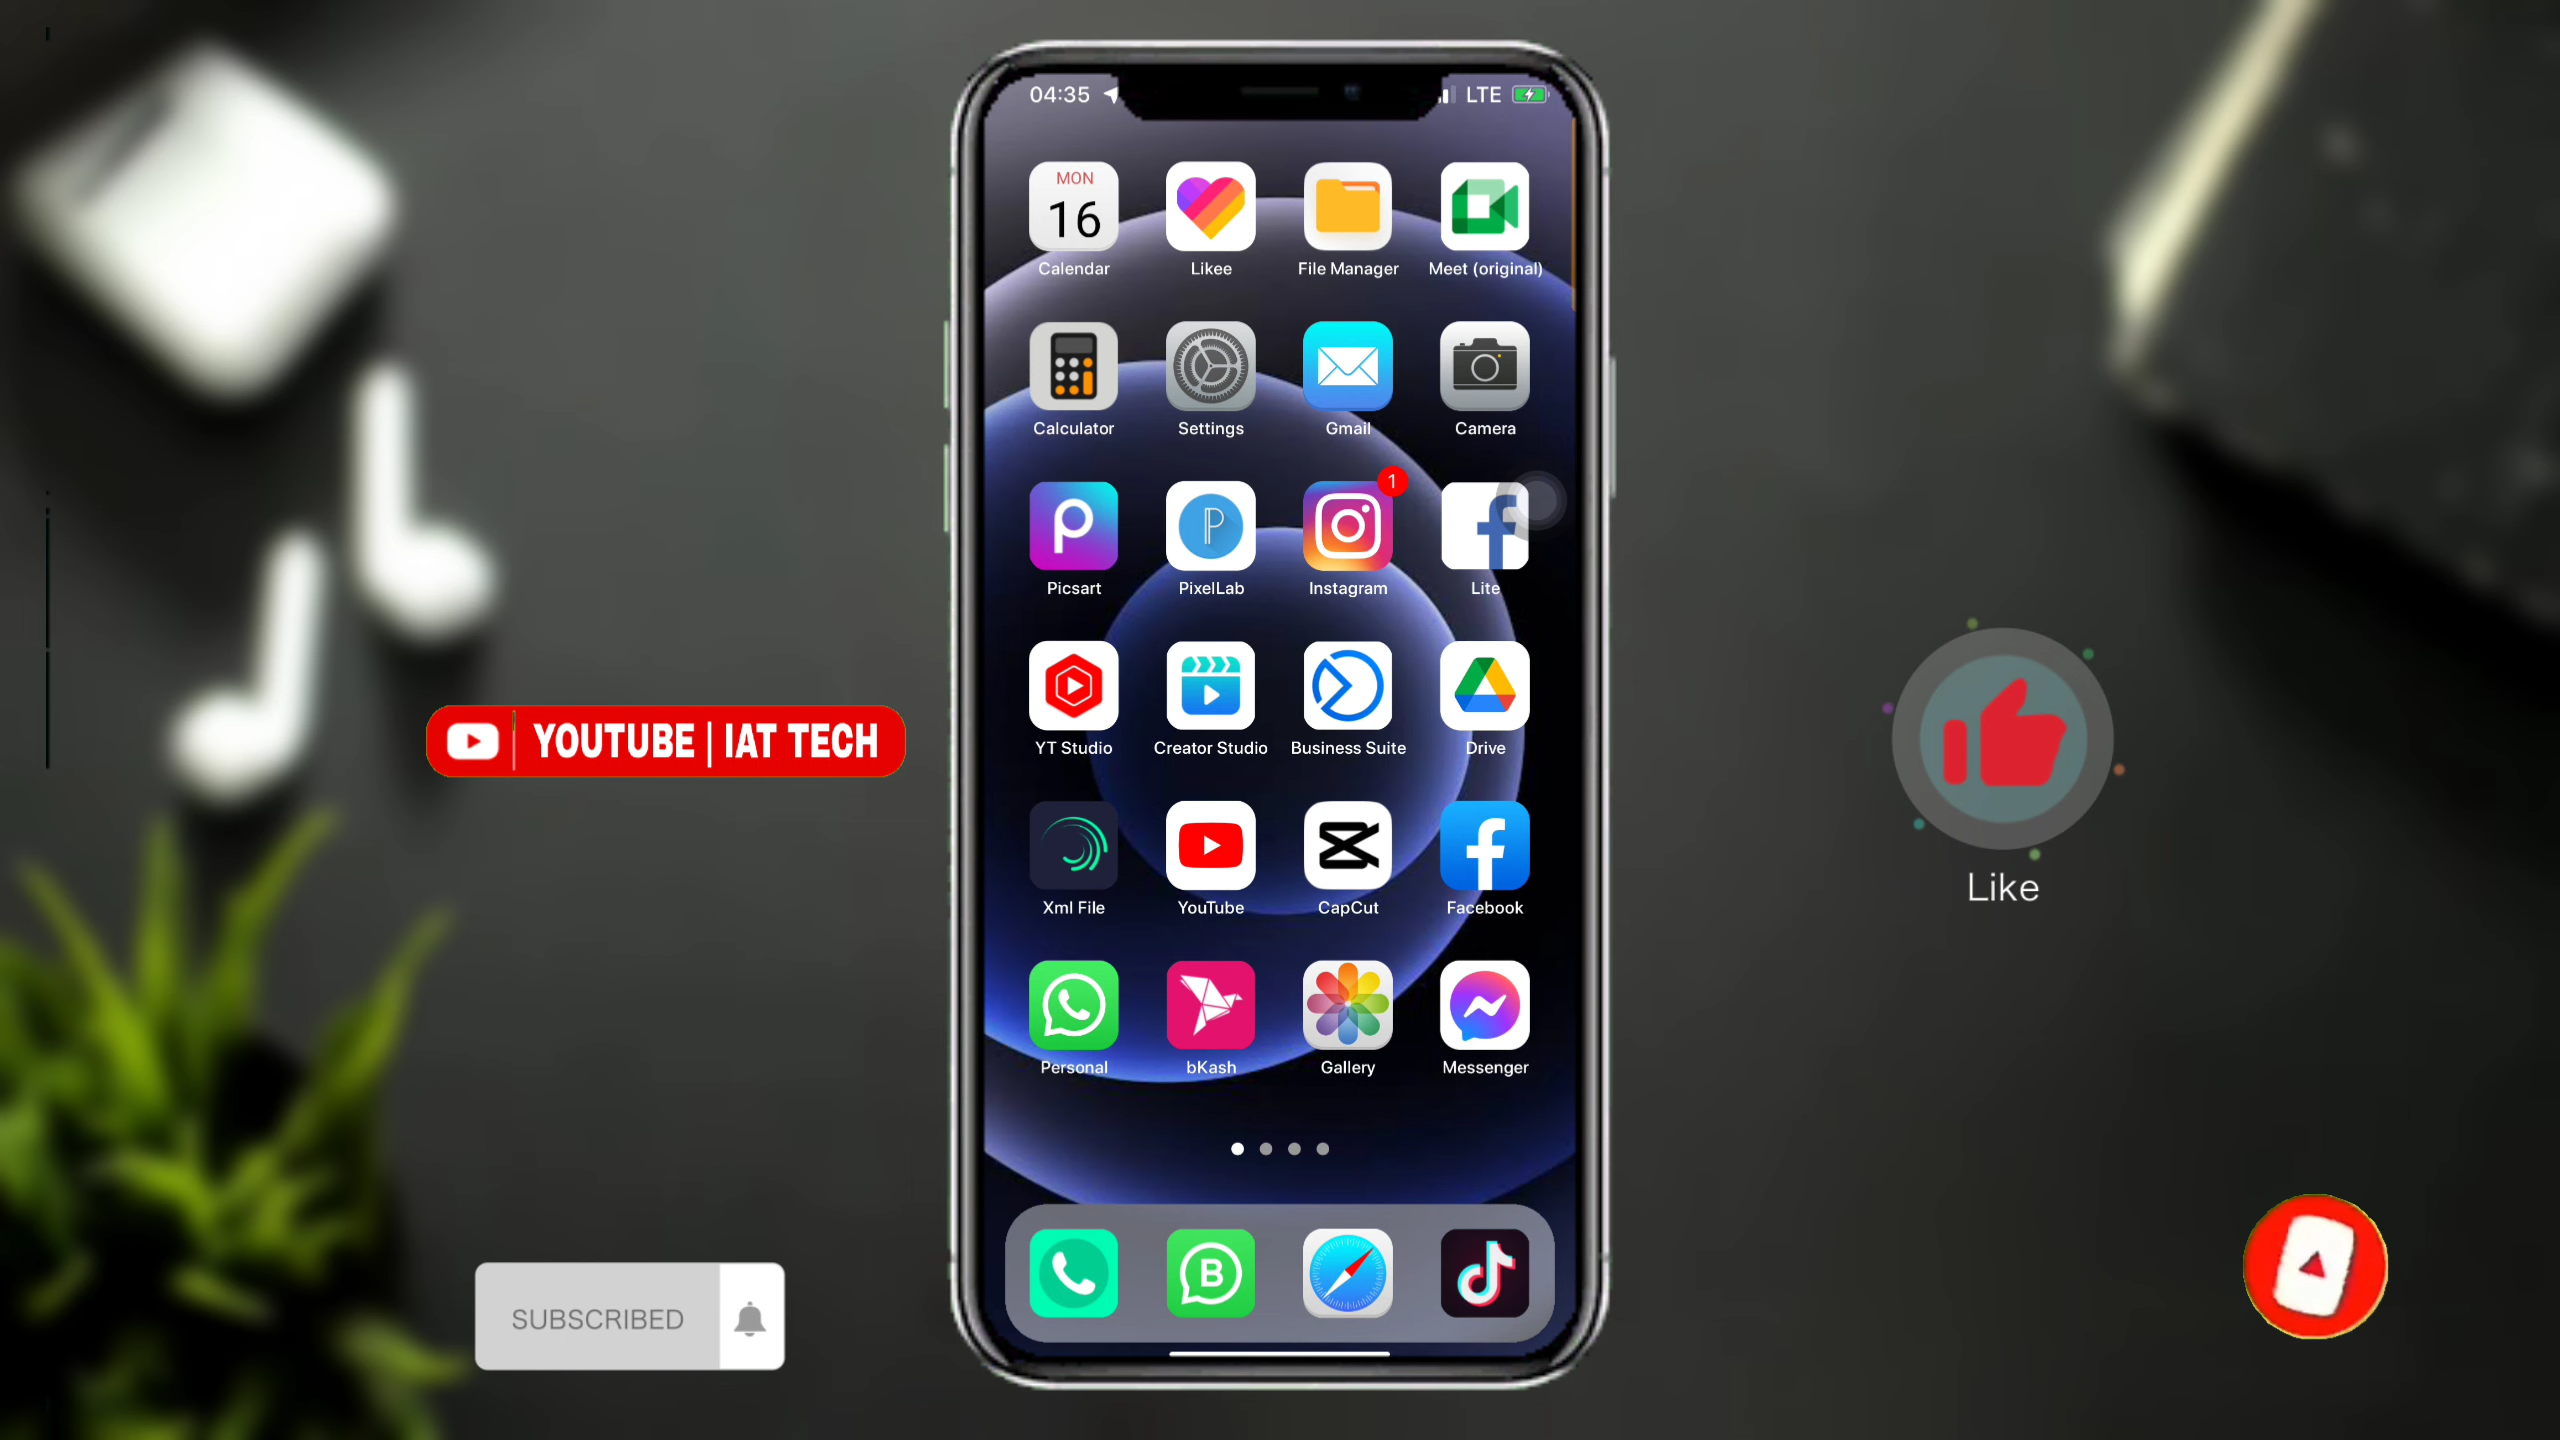 04:35
LTE
MON
16
Calendar
Likee
File Manager
Meet (original)
Calculator
Settings
Gmail
Camera
1
Picsart
PixelLab
Instagram
Lite
YT Studio
Creator Studio
Business Suite
Drive
YOUTUBE | IAT TECH
Xml File
YouTube
CapCut
Facebook
Like
Personal
bKash
Gallery
Messenger
B
SUBSCRIBED